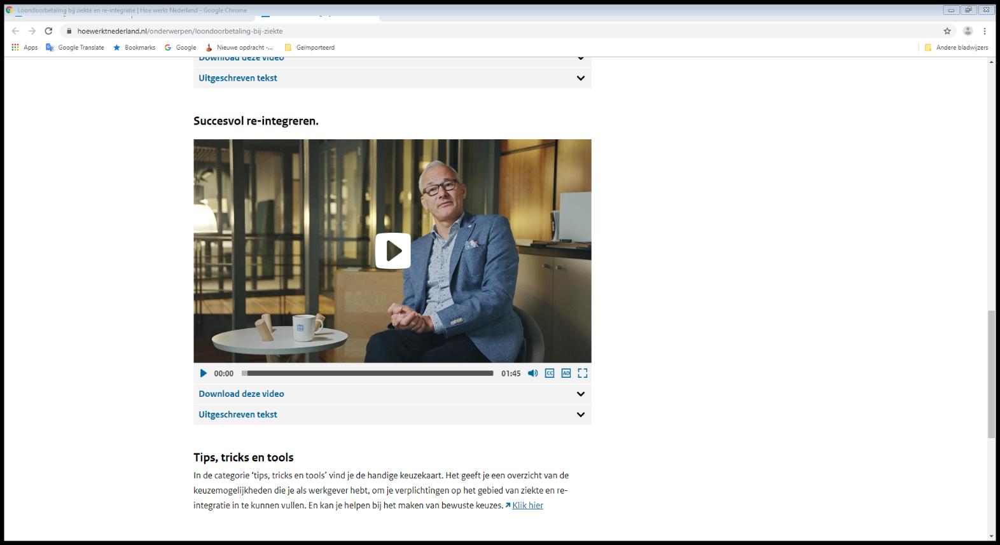 Loondoorbetaling bij ziekte en re-integratie | Hoe werkt Nederland - Google Chrome
hoewerktnederland.nl/onderwerpen/loondoorbetaling-bij-ziekte
Apps Google Translate Bookmarks Google Nieuwe opdracht -... Geïmporteerd Andere bladwijzers
Download deze video
Uitgeschreven tekst
Succesvol re-integreren.
00:00 01:45 CC AD
Download deze video
Uitgeschreven tekst
Tips, tricks en tools
In de categorie ‘tips, tricks en tools’ vind je de handige keuzekaart. Het geeft je een overzicht van de
keuzemogelijkheden die je als werkgever hebt, om je verplichtingen op het gebied van ziekte en re-
integratie in te kunnen vullen. En kan je helpen bij het maken van bewuste keuzes. Klik hier